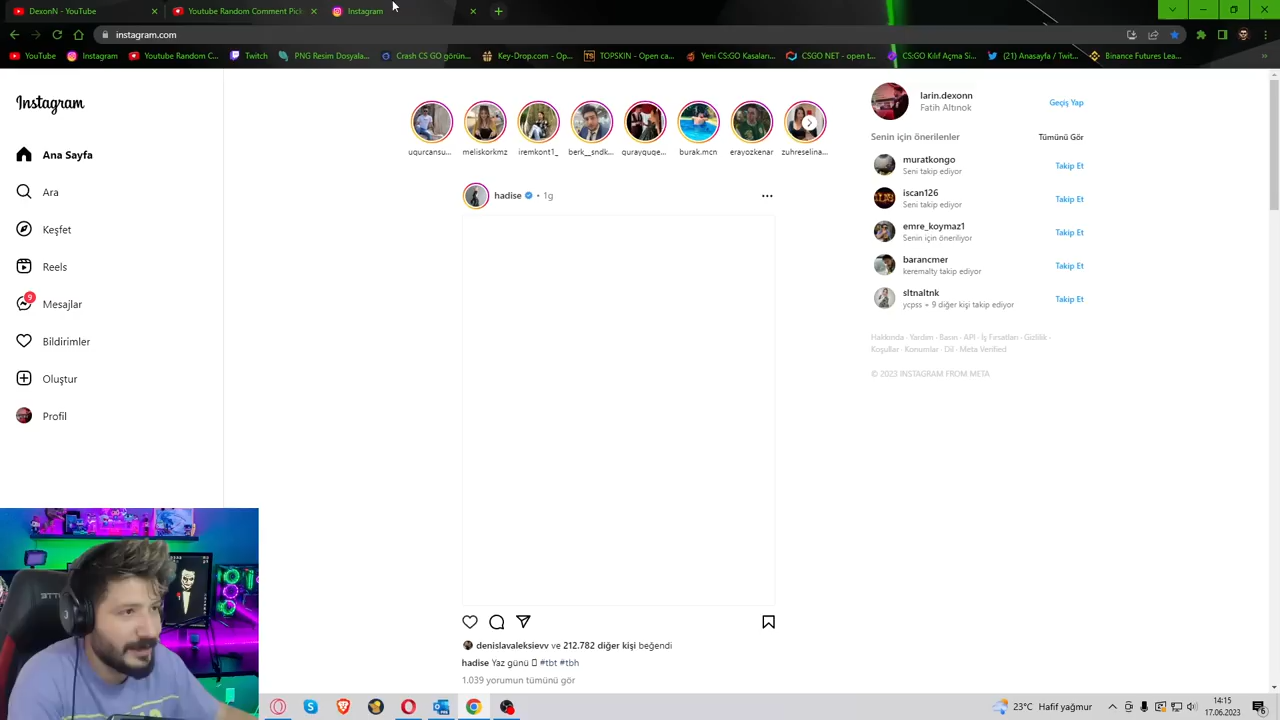 DexonN - YouTube
Youtube Random Comment Pick
Instagram
instagram.com
YouTube
Instagram
Youtube Random C...
Twitch
PNG Resim Dosyala...
Crash CS GO görün...
Key-Drop.com - Op...
TOPSKIN - Open ca...
Yeni CS:GO Kasaları...
CSGO NET - open t...
CS:GO Kılıf Açma Si...
(21) Anasayfa / Twit...
Binance Futures Lea...
Instagram
Ana Sayfa
Ara
Keşfet
Reels
9
Mesajlar
Bildirimler
Oluştur
Profil
ugurcansu...
meliskorkmz
iremkont1_
berk__sndk...
gurayguge...
burak.mcn
erayozkenar
zuhreselina...
hadise • 1g
denislavaleksievv ve 212.782 diğer kişi beğendi
hadise Yaz günü #tbt #tbh
1.039 yorumun tümünü gör
larin.dexonn
Fatih Altınok
Geçiş Yap
Senin için önerilenler
Tümünü Gör
muratkongo
Seni takip ediyor
Takip Et
iscan126
Seni takip ediyor
Takip Et
emre_koymaz1
Senin için öneriliyor
Takip Et
barancmer
keremalty takip ediyor
Takip Et
sltnaltnk
ycpss + 9 diğer kişi takip ediyor
Takip Et
Hakkında · Yardım · Basın · API · İş Fırsatları · Gizlilik ·
Koşullar · Konumlar · Dil · Meta Verified
© 2023 INSTAGRAM FROM META
23°C Hafif yağmur
14:15
17.06.2023